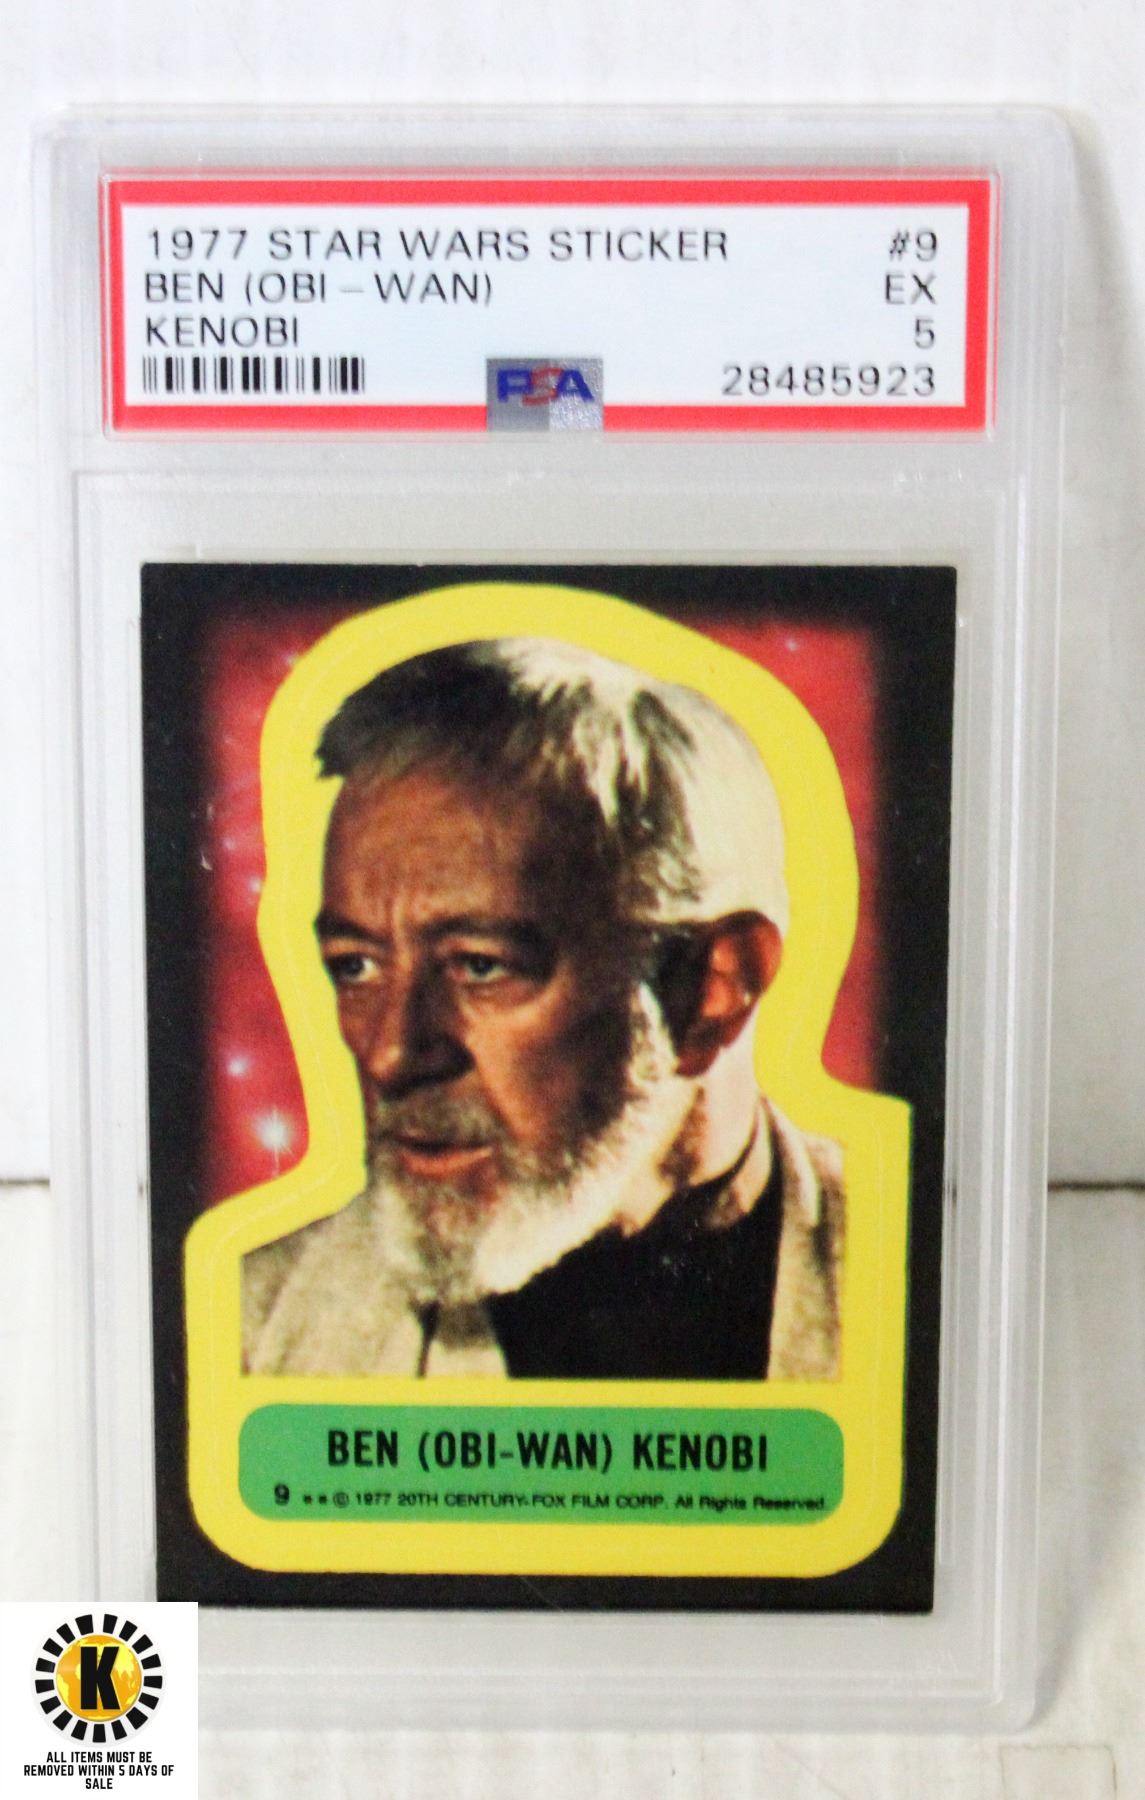 1977 STAR WARS STICKER #9
BEN (OBI-WAN) EX
KENOBI 5
PSA 28485923
BEN (OBI-WAN) KENOBI
9 ** © 1977 20TH CENTURY-FOX FILM CORP. All Rights Reserved.
K
ALL ITEMS MUST BE
REMOVED WITHIN 5 DAYS OF
SALE